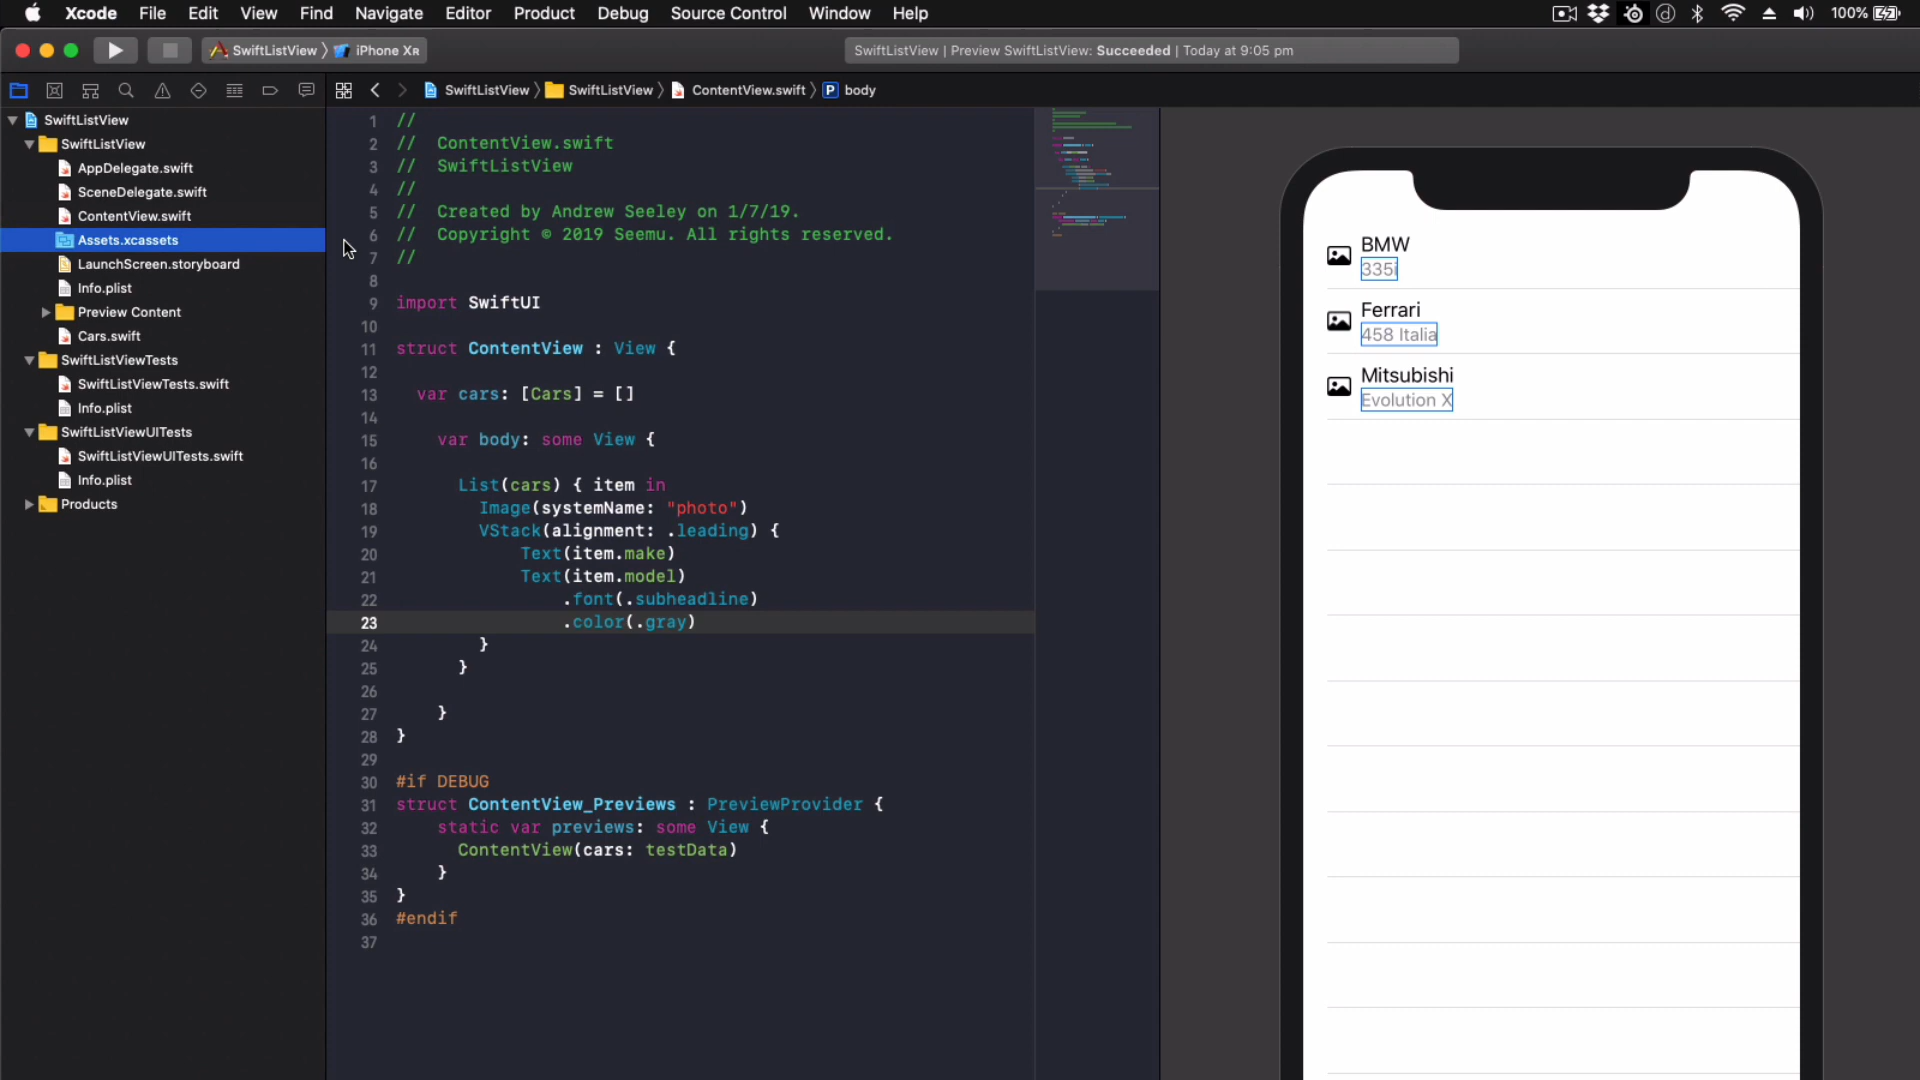 Xcode File Edit View Find Navigate Editor Product Debug Source Control Window Help 100%
SwiftListView iPhone XR
SwiftListView | Preview SwiftListView: Succeeded | Today at 9:05 pm
SwiftListView SwiftListView ContentView.swift P body
SwiftListView
SwiftListView
AppDelegate.swift
SceneDelegate.swift
ContentView.swift
Assets.xcassets
LaunchScreen.storyboard
Info.plist
Preview Content
Cars.swift
SwiftListViewTests
SwiftListViewTests.swift
Info.plist
SwiftListViewUITests
SwiftListViewUITests.swift
Info.plist
Products
1 //
2 //  ContentView.swift
3 //  SwiftListView
4 //
5 //  Created by Andrew Seeley on 1/7/19.
6 //  Copyright © 2019 Seemu. All rights reserved.
7 //
8
9 import SwiftUI
10
11 struct ContentView : View {
12
13   var cars: [Cars] = []
14
15     var body: some View {
16
17       List(cars) { item in
18         Image(systemName: "photo")
19         VStack(alignment: .leading) {
20             Text(item.make)
21             Text(item.model)
22                 .font(.subheadline)
23                 .color(.gray)
24         }
25       }
26
27     }
28 }
29
30 #if DEBUG
31 struct ContentView_Previews : PreviewProvider {
32     static var previews: some View {
33       ContentView(cars: testData)
34     }
35 }
36 #endif
37
BMW
335i
Ferrari
458 Italia
Mitsubishi
Evolution X